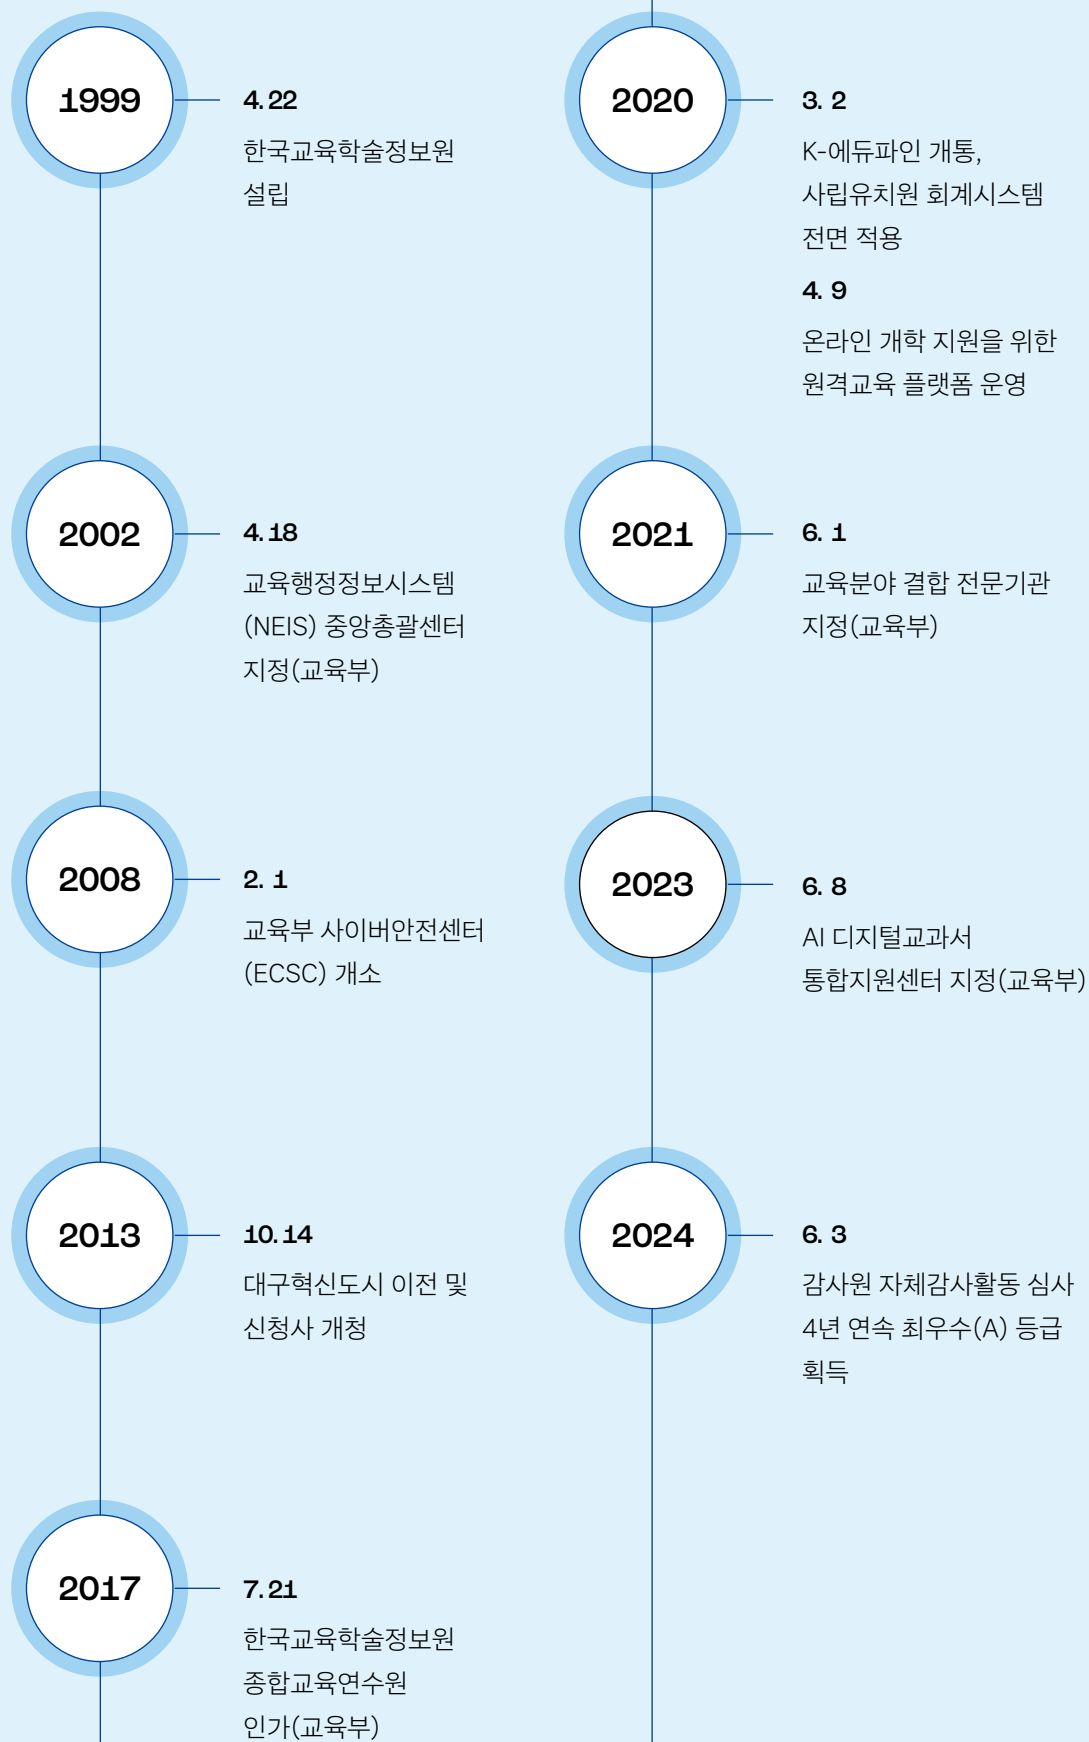 1999
4.22
한국교육학술정보원
설립
2002
4.18
교육행정정보시스템
(NEIS) 중앙총괄센터
지정(교육부)
2008
2. 1
교육부 사이버안전센터
(ECSC) 개소
2013
10.14
대구혁신도시 이전 및
신청사 개청
2017
7.21
한국교육학술정보원
종합교육연수원
인가(교육부)
2020
3. 2
K-에듀파인 개통,
사립유치원 회계시스템
전면 적용
4. 9
온라인 개학 지원을 위한
원격교육 플랫폼 운영
2021
6. 1
교육분야 결합 전문기관
지정(교육부)
2023
6. 8
AI 디지털교과서
통합지원센터 지정(교육부)
2024
6. 3
감사원 자체감사활동 심사
4년 연속 최우수(A) 등급
획득